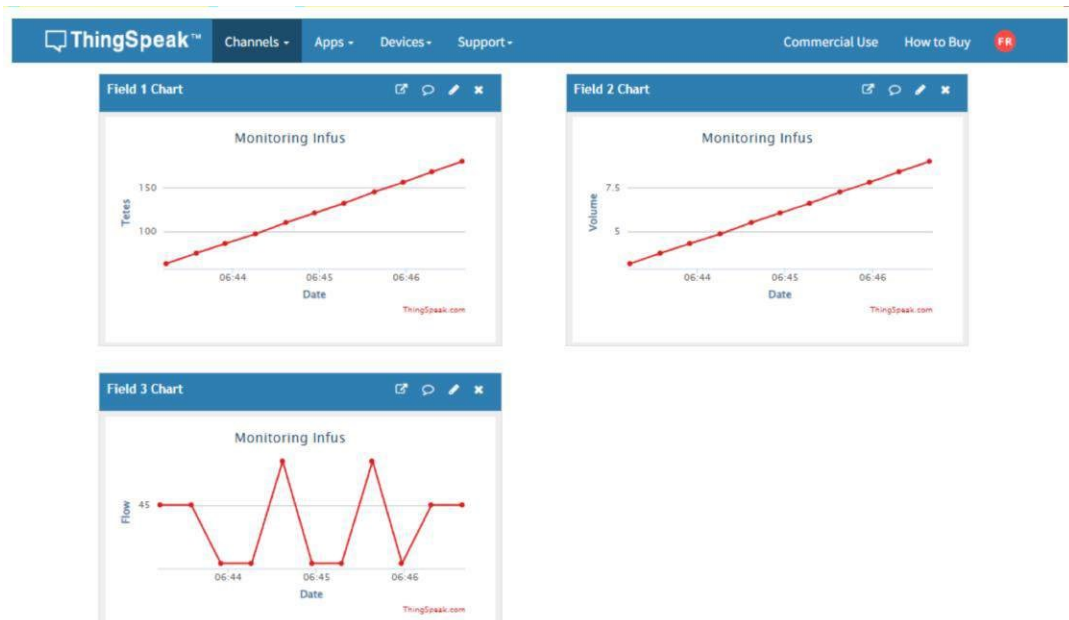 ThingSpeak™ Channels Apps Devices Support Commercial Use How to Buy FR
Field 1 Chart
Monitoring Infus
Tetes
150
100
06:44 06:45 06:46
Date
ThingSpeak.com
Field 2 Chart
Monitoring Infus
Volume
7.5
5
06:44 06:45 06:46
Date
ThingSpeak.com
Field 3 Chart
Monitoring Infus
Flow
45
06:44 06:45 06:46
Date
ThingSpeak.com